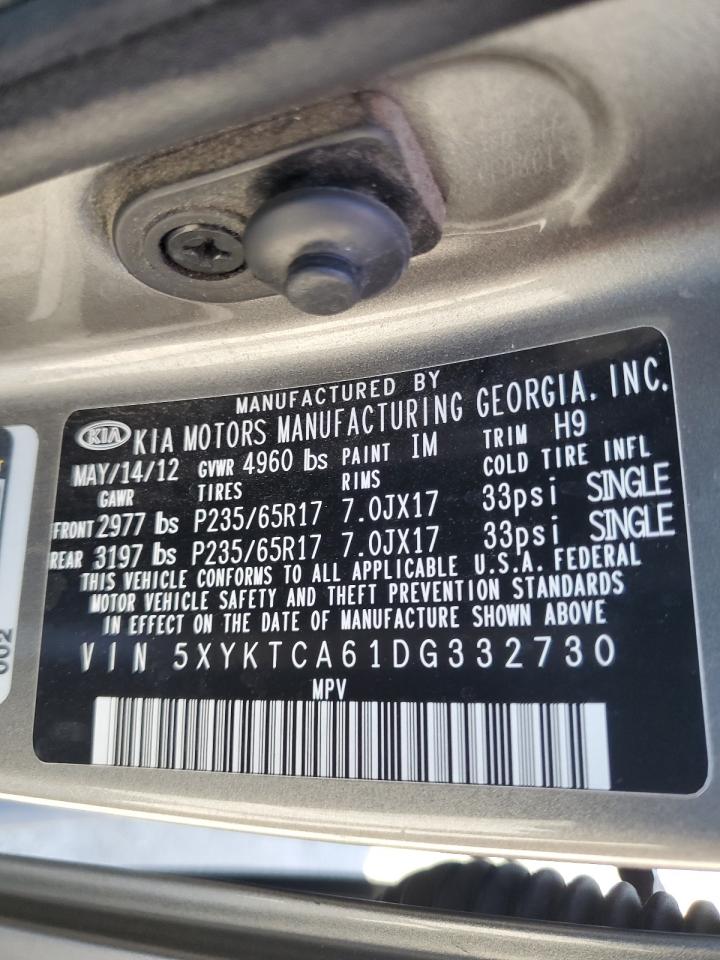 MANUFACTURED BY
KIA KIA MOTORS MANUFACTURING GEORGIA, INC.
MAY/14/12 GVWR 4960 lbs PAINT IM TRIM H9
GAWR TIRES RIMS COLD TIRE INFL
FRONT 2977 lbs P235/65R17 7.0JX17 33psi SINGLE
REAR 3197 lbs P235/65R17 7.0JX17 33psi SINGLE
THIS VEHICLE CONFORMS TO ALL APPLICABLE U.S.A. FEDERAL
MOTOR VEHICLE SAFETY AND THEFT PREVENTION STANDARDS
IN EFFECT ON THE DATE OF MANUFACTURE SHOWN ABOVE
VIN 5XYKTCA61DG332730
MPV
002